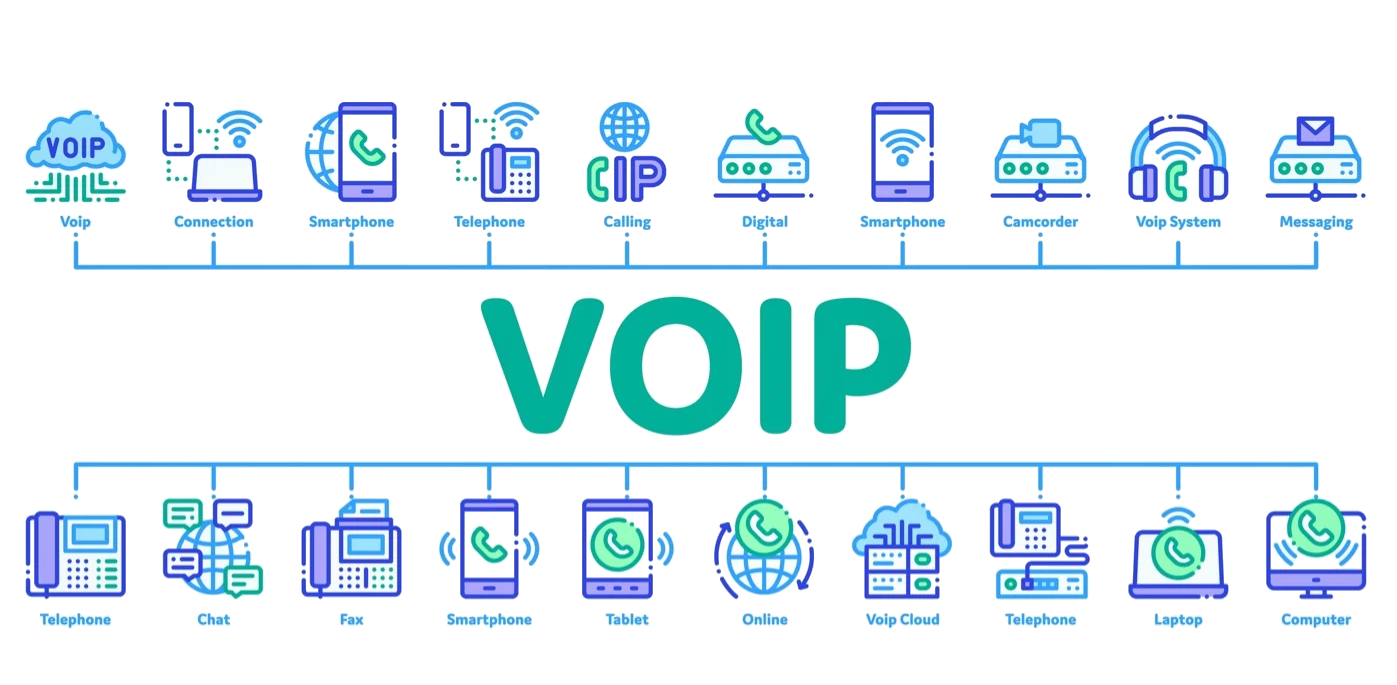 VOIP
Voip
Connection
Smartphone
Telephone
CIP
Calling
Digital
Smartphone
Camcorder
Voip System
Messaging
VOIP
Telephone
Chat
Fax
Smartphone
Tablet
Online
Voip Cloud
Telephone
Laptop
Computer